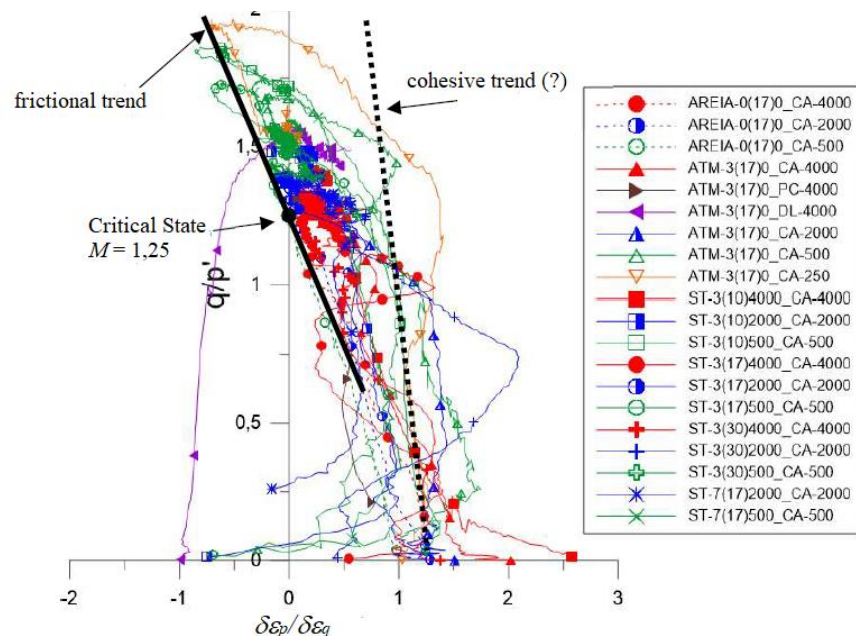 2
frictional trend
cohesive trend (?)
1,5
Critical State
M = 1,25
1
q/p'
0,5
0
-2
-1
0
1
2
3
δεp/δεq
AREIA-0(17)0_CA-4000
AREIA-0(17)0_CA-2000
AREIA-0(17)0_CA-500
ATM-3(17)0_CA-4000
ATM-3(17)0_PC-4000
ATM-3(17)0_DL-4000
ATM-3(17)0_CA-2000
ATM-3(17)0_CA-500
ATM-3(17)0_CA-250
ST-3(10)4000_CA-4000
ST-3(10)2000_CA-2000
ST-3(10)500_CA-500
ST-3(17)4000_CA-4000
ST-3(17)2000_CA-2000
ST-3(17)500_CA-500
ST-3(30)4000_CA-4000
ST-3(30)2000_CA-2000
ST-3(30)500_CA-500
ST-7(17)2000_CA-2000
ST-7(17)500_CA-500